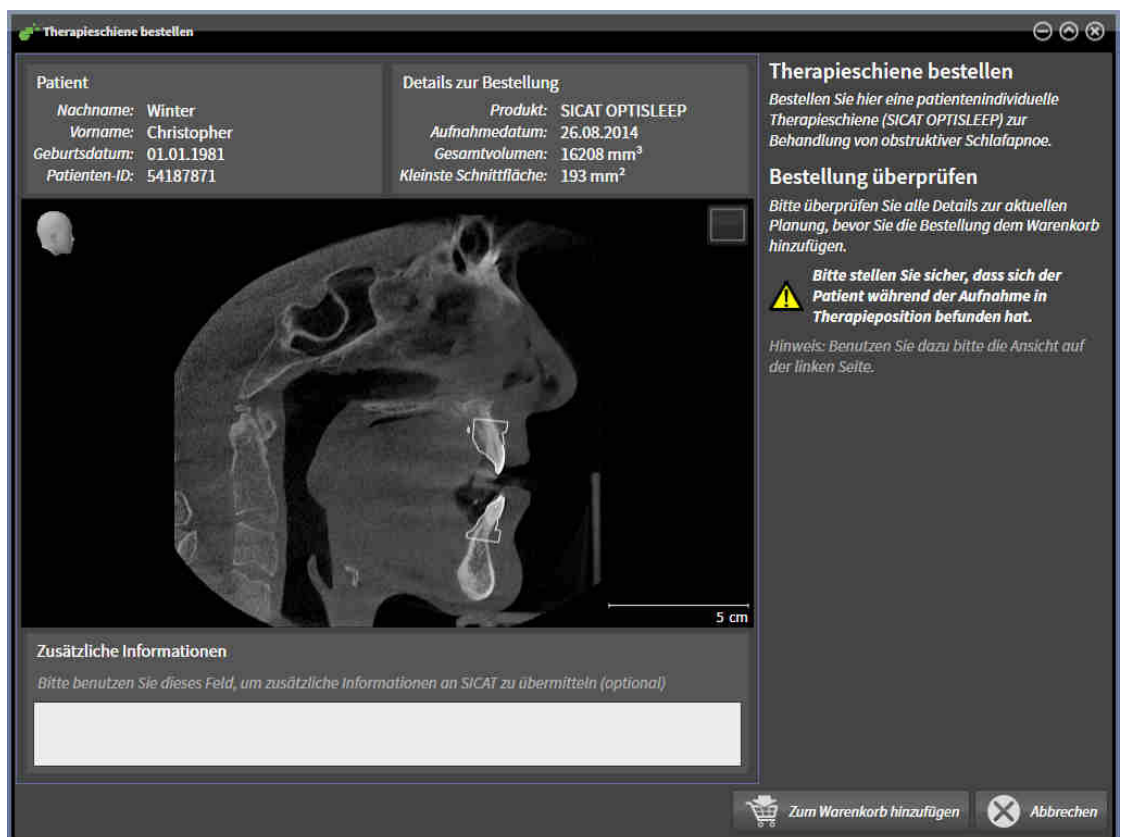 Therapieschiene bestellen
Patient
Nachname: Winter
Vorname: Christopher
Geburtsdatum: 01.01.1981
Patienten-ID: 54187871
Details zur Bestellung
Produkt: SICAT OPTISLEEP
Aufnahmedatum: 26.08.2014
Gesamtvolumen: 16208 mm³
Kleinste Schnittfläche: 193 mm²
5 cm
Zusätzliche Informationen
Bitte benutzen Sie dieses Feld, um zusätzliche Informationen an SICAT zu übermitteln (optional)
Therapieschiene bestellen
Bestellen Sie hier eine patientenindividuelle
Therapieschiene (SICAT OPTISLEEP) zur
Behandlung von obstruktiver Schlafapnoe.
Bestellung überprüfen
Bitte überprüfen Sie alle Details zur aktuellen
Planung, bevor Sie die Bestellung dem Warenkorb
hinzufügen.
Bitte stellen Sie sicher, dass sich der
Patient während der Aufnahme in
Therapieposition befunden hat.
Hinweis: Benutzen Sie dazu bitte die Ansicht auf
der linken Seite.
Zum Warenkorb hinzufügen
Abbrechen